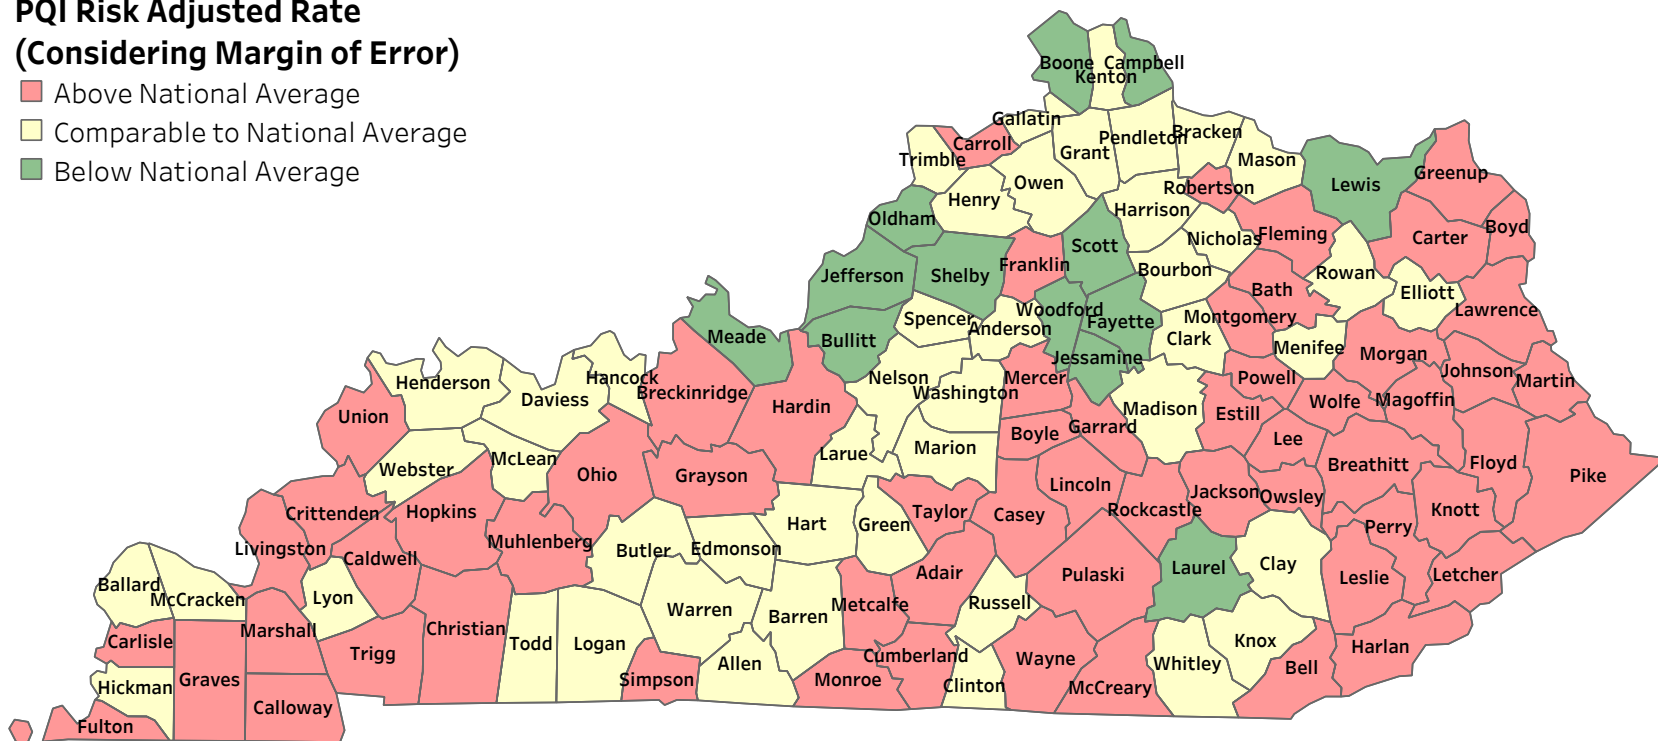 PQI Risk Adjusted Rate
(Considering Margin of Error)
Above National Average
Comparable to National Average
Below National Average
Boone
Campbell
Kenton
Gallatin
Carroll
Trimble
Grant
Pendleton
Bracken
Mason
Robertson
Lewis
Greenup
Owen
Henry
Oldham
Harrison
Nicholas
Fleming
Carter
Boyd
Scott
Jefferson
Shelby
Franklin
Bourbon
Bath
Rowan
Elliott
Lawrence
Meade
Bullitt
Spencer
Anderson
Woodford
Fayette
Montgomery
Clark
Menifee
Morgan
Johnson
Martin
Jessamine
Henderson
Daviess
Hancock
Breckinridge
Hardin
Nelson
Washington
Mercer
Madison
Powell
Estill
Wolfe
Magoffin
Union
Boyle
Garrard
Lee
Breathitt
Floyd
Pike
Webster
McLean
Ohio
Grayson
Larue
Marion
Lincoln
Rockcastle
Jackson
Owsley
Knott
Perry
Crittenden
Hopkins
Muhlenberg
Hart
Green
Taylor
Casey
Livingston
Caldwell
Butler
Edmonson
Adair
Pulaski
Laurel
Clay
Leslie
Letcher
Ballard
McCracken
Lyon
Warren
Barren
Metcalfe
Russell
Carlisle
Marshall
Christian
Todd
Logan
Knox
Harlan
Trigg
Simpson
Allen
Monroe
Cumberland
Clinton
Wayne
McCreary
Whitley
Bell
Hickman
Graves
Calloway
Fulton